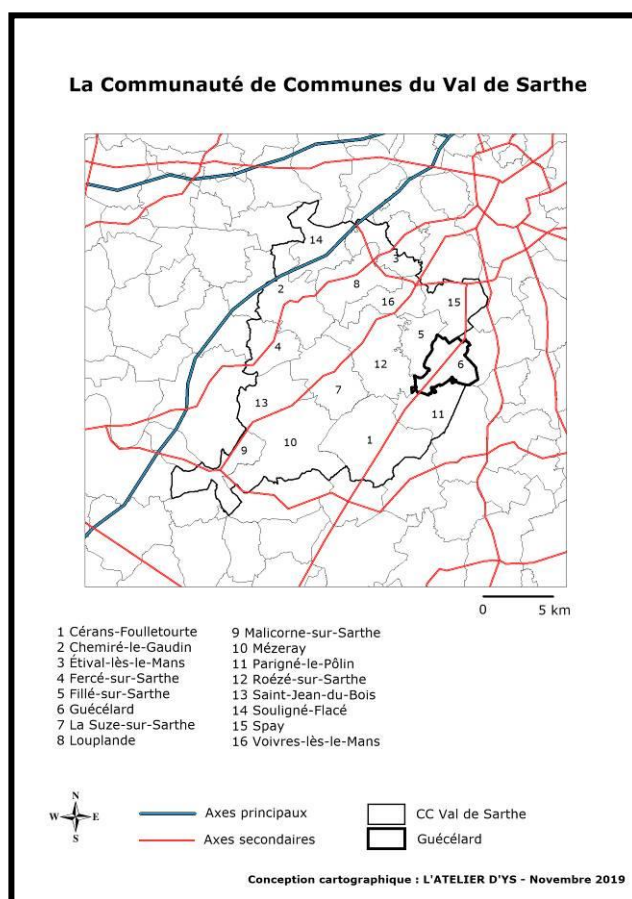 La Communauté de Communes du Val de Sarthe
14
3
2
8
16
15
4
5
12
6
7
13
11
1
9
10
0 5 km
1 Cérans-Foulletourte
2 Chemiré-le-Gaudin
3 Étival-lès-le-Mans
4 Fercé-sur-Sarthe
5 Fillé-sur-Sarthe
6 Guécélard
7 La Suze-sur-Sarthe
8 Louplande
9 Malicorne-sur-Sarthe
10 Mézeray
11 Parigné-le-Pôlin
12 Roézé-sur-Sarthe
13 Saint-Jean-du-Bois
14 Souligné-Flacé
15 Spay
16 Voivres-lès-le-Mans
N
W E
S
Axes principaux
Axes secondaires
CC Val de Sarthe
Guécélard
Conception cartographique : L'ATELIER D'YS - Novembre 2019